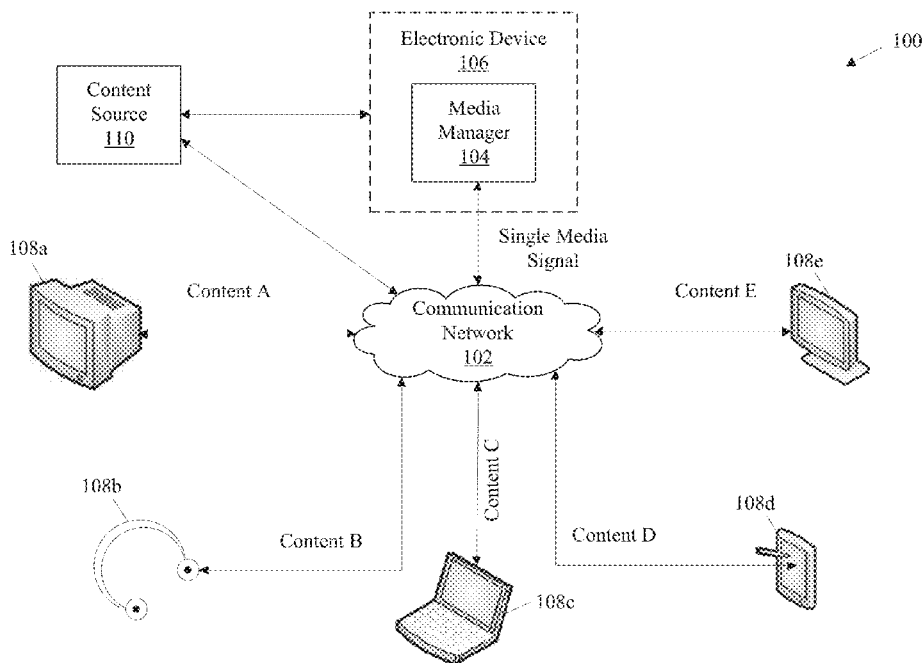 Electronic Device
106
100
Content
Source
110
Media
Manager
104
Single Media
Signal
108a
Content A
Communication
Network
102
Content E
108e
Content C
108b
Content B
Content D
108d
108c